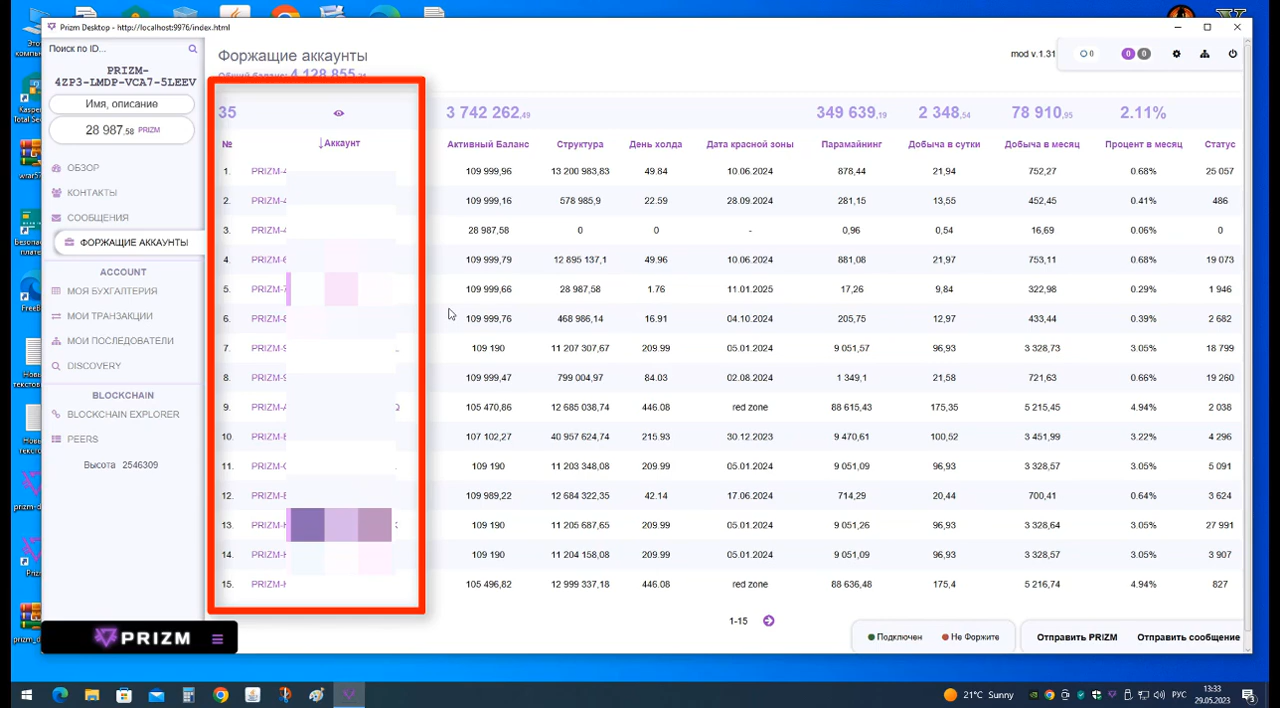 Prizm Desktop - http://localhost:9976/index.html
Поиск по ID...
PRIZM-
4ZP3-LMDP-VCA7-5LEEV
Имя, описание
28 987,58 PRIZM
ОБЗОР
КОНТАКТЫ
СООБЩЕНИЯ
ФОРЖАЩИЕ АККАУНТЫ
ACCOUNT
МОЯ БУХГАЛТЕРИЯ
МОИ ТРАНЗАКЦИИ
МОИ ПОСЛЕДОВАТЕЛИ
DISCOVERY
BLOCKCHAIN
BLOCKCHAIN EXPLORER
PEERS
Высота 2546309
PRIZM
Форжащие аккаунты
mod v.1.31 0 0 0
Общий баланс: 4 128 855
35 3 742 262,49 349 639,19 2 348,54 78 910,95 2.11%
№ ↓Аккаунт Активный Баланс Структура День холда Дата красной зоны Парамайнинг Добыча в сутки Добыча в месяц Процент в месяц Статус
1. PRIZM-4 109 999,96 13 200 983,83 49.84 10.06.2024 878,44 21,94 752,27 0.68% 25 057
2. PRIZM-4 109 999,16 578 985,9 22.59 28.09.2024 281,15 13,55 452,45 0.41% 486
3. PRIZM-4 28 987,58 0 0 - 0,96 0,54 16,69 0.06% 0
4. PRIZM-6 109 999,79 12 895 137,1 49.96 10.06.2024 881,08 21,97 753,11 0.68% 19 073
5. PRIZM-7 109 999,66 28 987,58 1.76 11.01.2025 17,26 9,84 322,98 0.29% 1 946
6. PRIZM-8 109 999,76 468 986,14 16.91 04.10.2024 205,75 12,97 433,44 0.39% 2 682
7. PRIZM-9 109 190 11 207 307,67 209.99 05.01.2024 9 051,57 96,93 3 328,73 3.05% 18 799
8. PRIZM-9 109 999,47 799 004,97 84.03 02.08.2024 1 349,1 21,58 721,63 0.66% 19 260
9. PRIZM-A 105 470,86 12 685 038,74 446.08 red zone 88 615,43 175,35 5 215,45 4.94% 2 038
10. PRIZM- 107 102,27 40 957 624,74 215.93 30.12.2023 9 470,61 100,52 3 451,99 3.22% 4 296
11. PRIZM- 109 190 11 203 348,08 209.99 05.01.2024 9 051,09 96,93 3 328,57 3.05% 5 091
12. PRIZM- 109 989,22 12 684 322,35 42.14 17.06.2024 714,29 20,44 700,41 0.64% 3 624
13. PRIZM- 109 190 11 205 687,65 209.99 05.01.2024 9 051,26 96,93 3 328,64 3.05% 27 991
14. PRIZM- 109 190 11 204 158,08 209.99 05.01.2024 9 051,09 96,93 3 328,57 3.05% 3 907
15. PRIZM- 105 496,82 12 999 337,18 446.08 red zone 88 636,48 175,4 5 216,74 4.94% 827
1-15
Подключен Не Форжите Отправить PRIZM Отправить сообщение
21°C Sunny РУС 13:33
29.05.2023